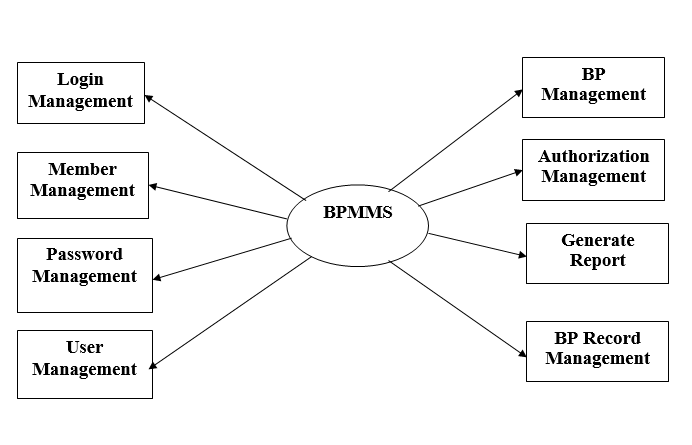 Login
Management
Member
Management
Password
Management
User
Management
BPMMS
BP
Management
Authorization
Management
Generate
Report
BP Record
Management